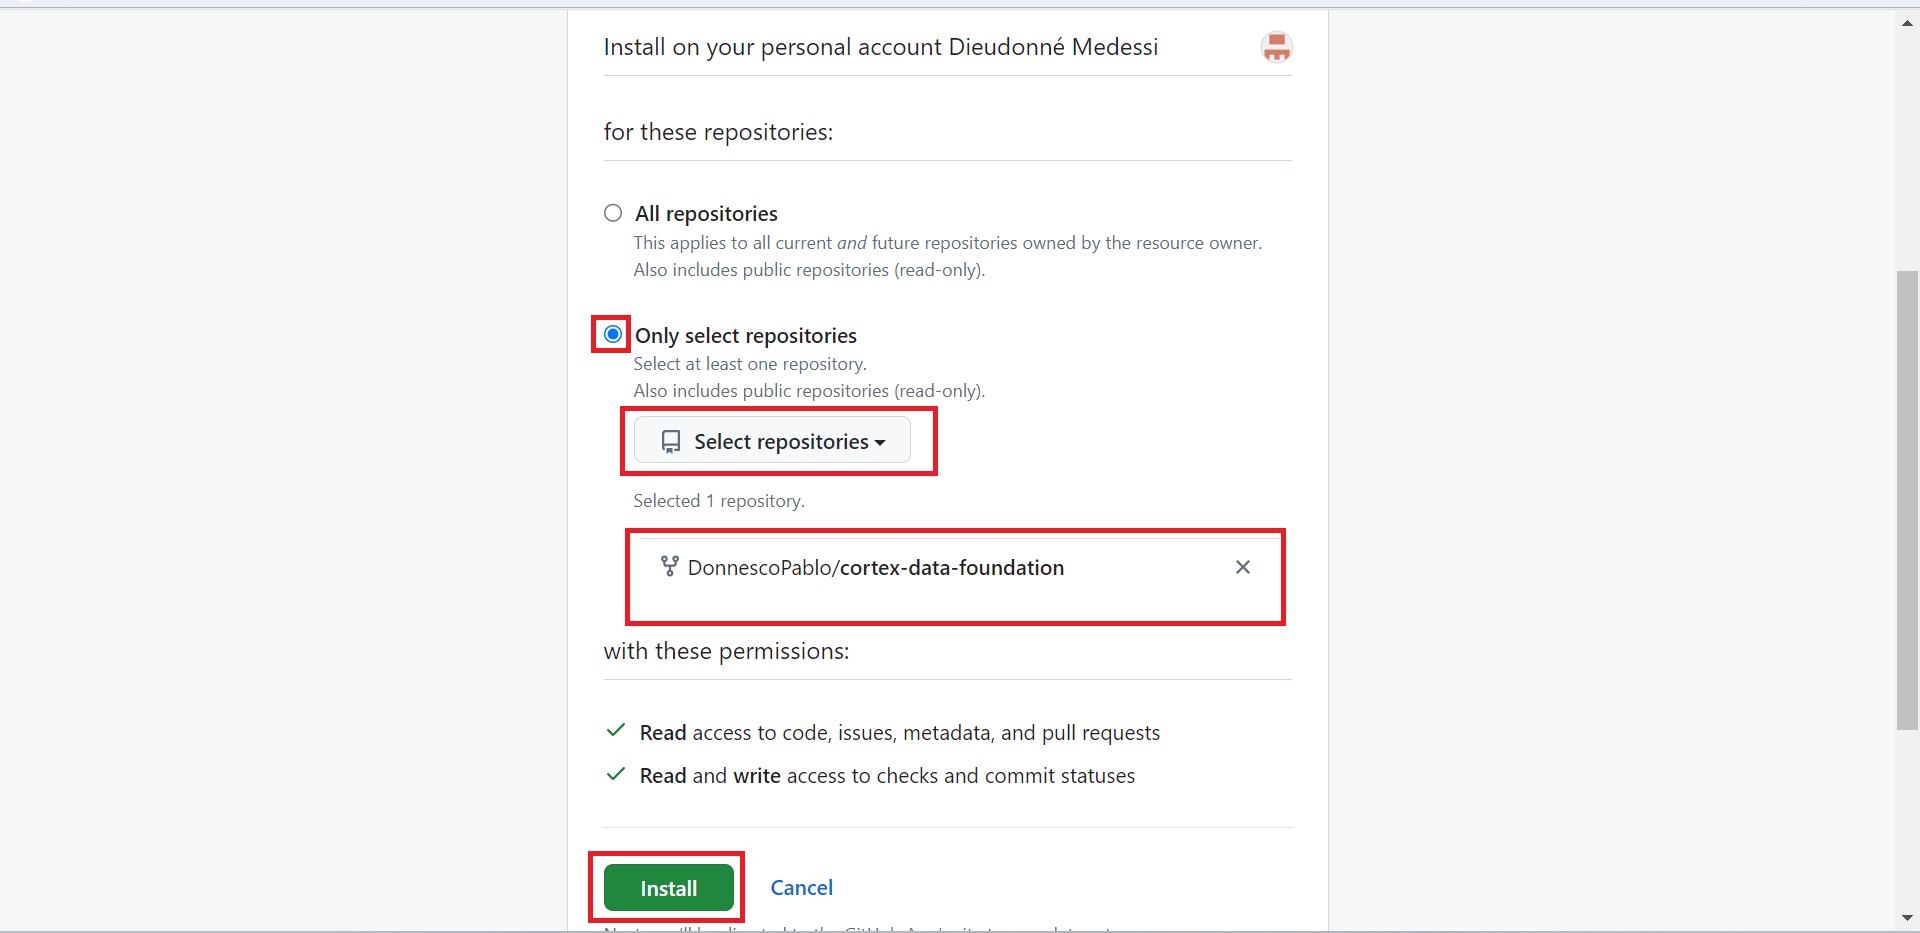 Install on your personal account Dieudonné Medessi
for these repositories:
All repositories
This applies to all current and future repositories owned by the resource owner.
Also includes public repositories (read-only).
Only select repositories
Select at least one repository.
Also includes public repositories (read-only).
Select repositories
Selected 1 repository.
DonnescoPablo/cortex-data-foundation
with these permissions:
Read access to code, issues, metadata, and pull requests
Read and write access to checks and commit statuses
Install Cancel